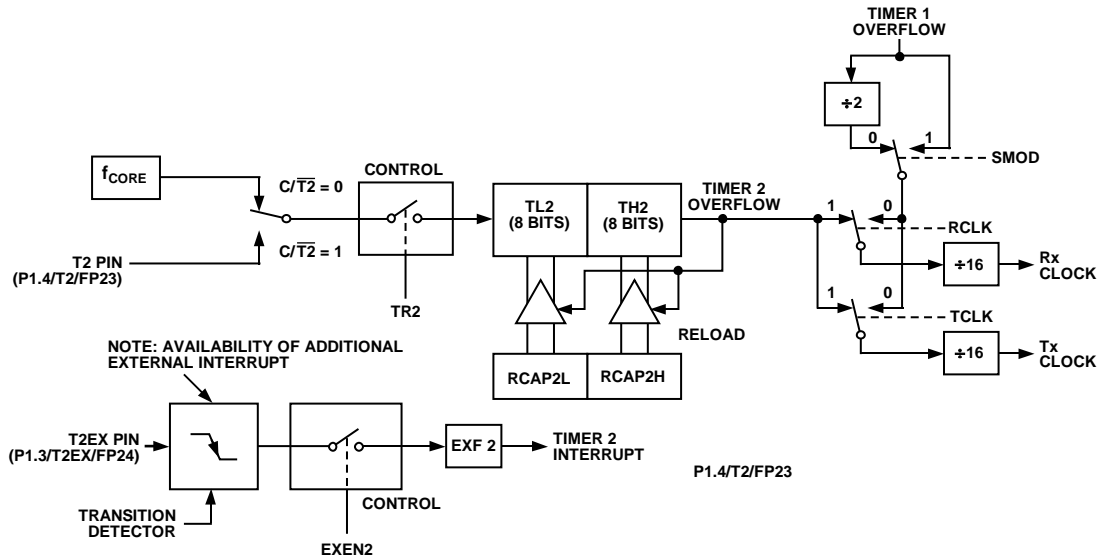 TIMER 1
OVERFLOW
÷2
0
1
SMOD
CONTROL
fCORE
C/T2̅ = 0
TL2
(8 BITS)
TH2
(8 BITS)
TIMER 2
OVERFLOW
1
0
RCLK
C/T2̅ = 1
T2 PIN
(P1.4/T2/FP23)
÷16
Rx
CLOCK
TR2
1
0
RELOAD
TCLK
NOTE: AVAILABILITY OF ADDITIONAL
EXTERNAL INTERRUPT
RCAP2L
RCAP2H
÷16
Tx
CLOCK
T2EX PIN
(P1.3/T2EX/FP24)
EXF 2
TIMER 2
INTERRUPT
P1.4/T2/FP23
CONTROL
TRANSITION
DETECTOR
EXEN2